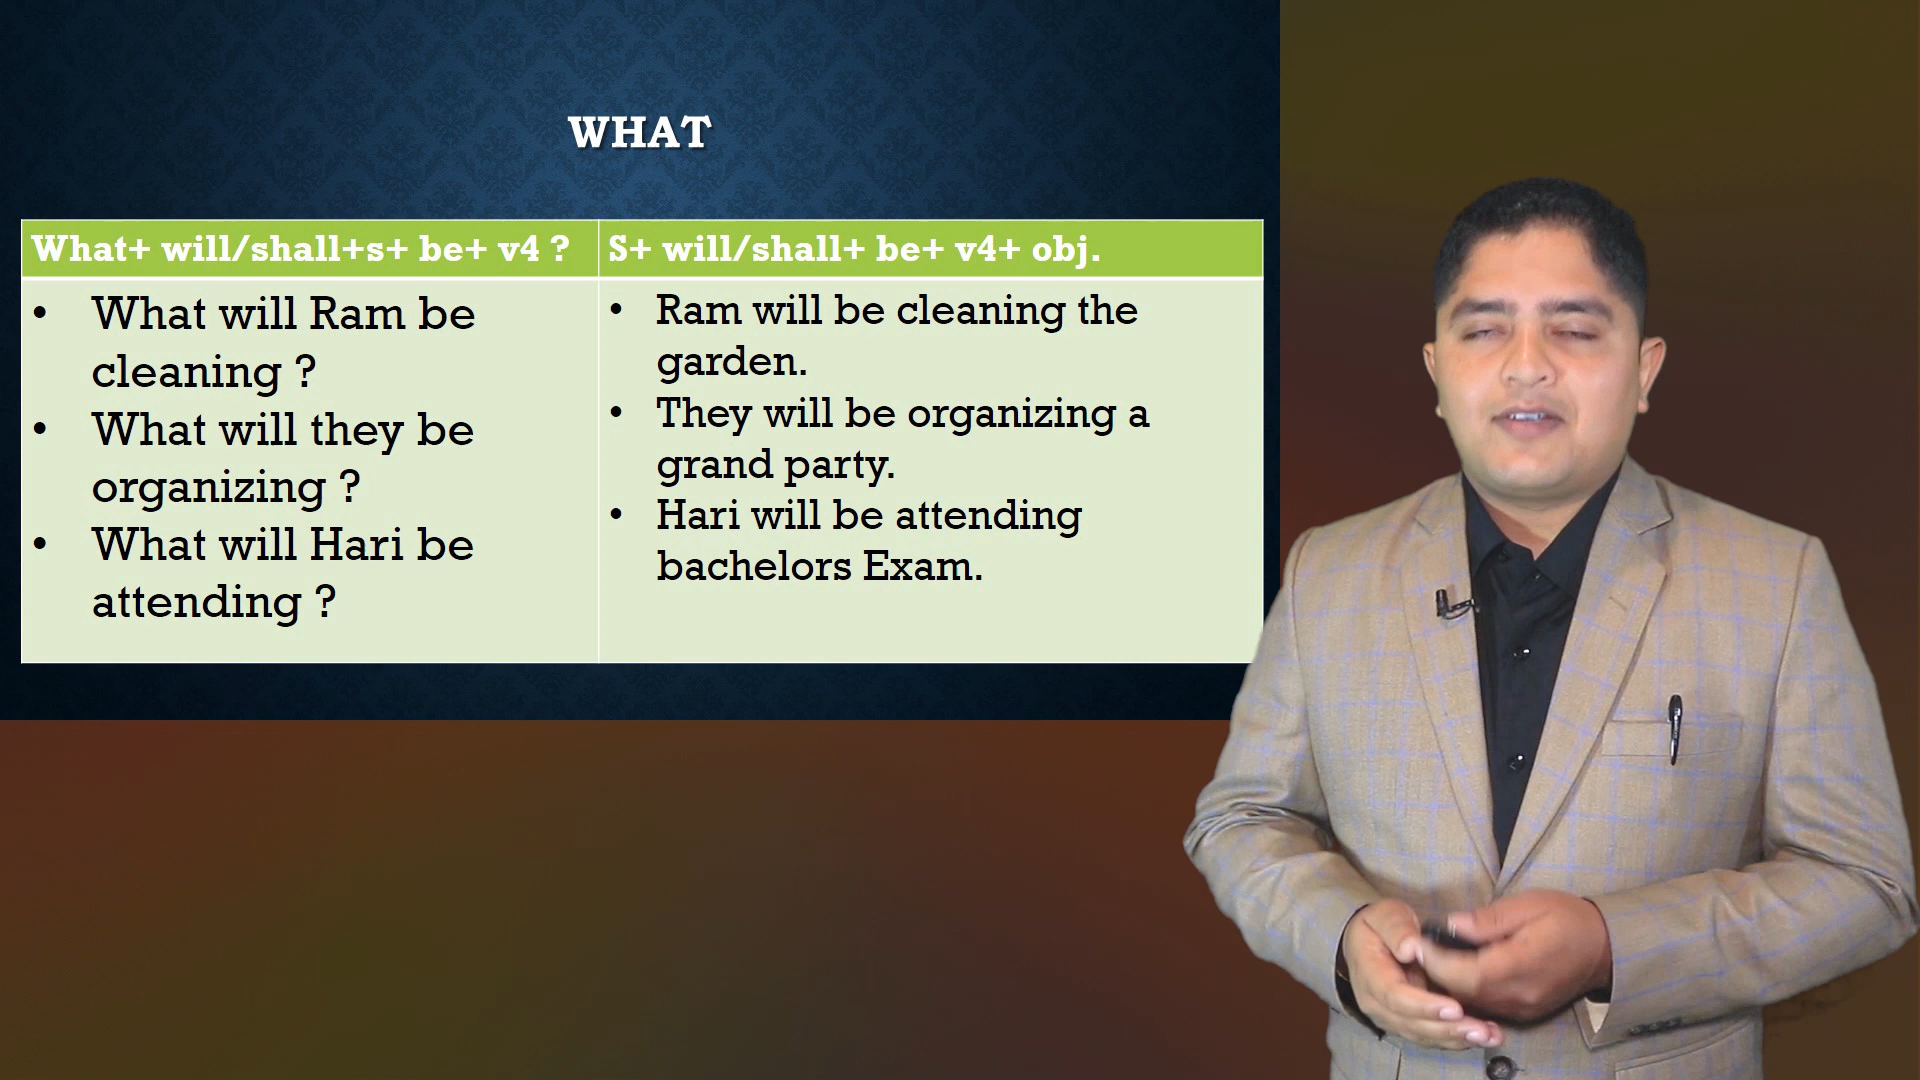 WHAT
What+ will/shall+s+ be+ v4 ?
• What will Ram be
cleaning ?
• What will they be
organizing ?
• What will Hari be
attending ?
S+ will/shall+ be+ v4+ obj.
• Ram will be cleaning the
garden.
• They will be organizing a
grand party.
• Hari will be attending
bachelors Exam.